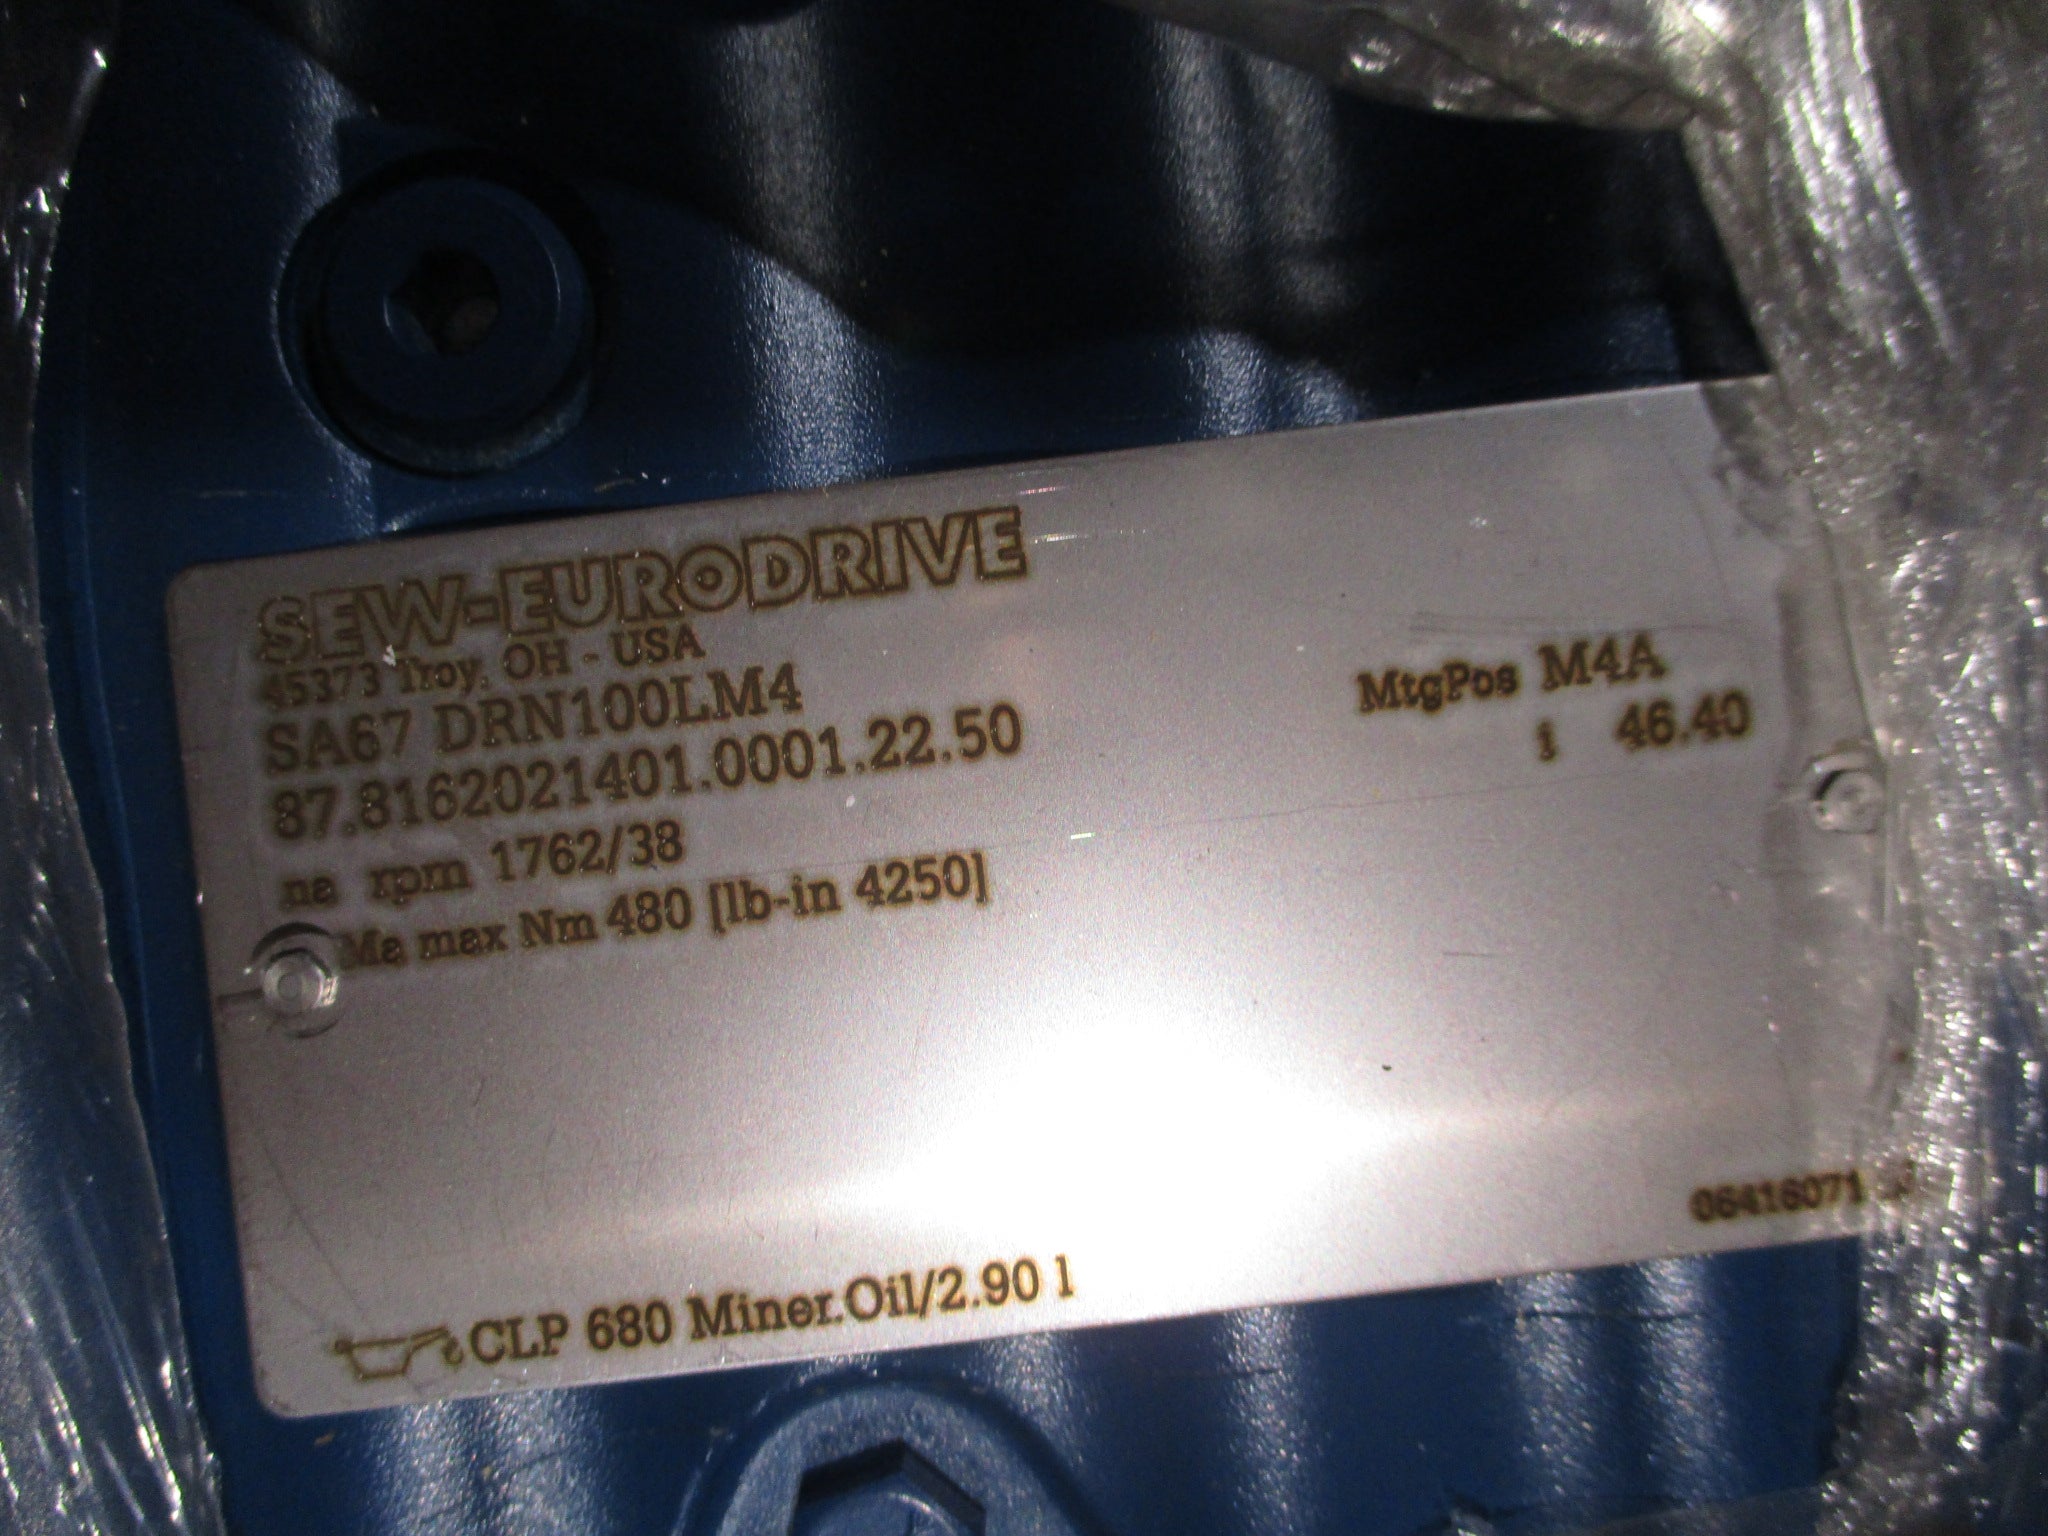 SEW-EURODRIVE
45373 Troy, OH - USA
SA67 DRN100LM4
MtgPos M4A
87.8162021401.0001.22.50
i 46.40
na rpm 1762/38
Ma max Nm 480 [lb-in 4250]
06416071
CLP 680 Miner.Oil/2.90 l